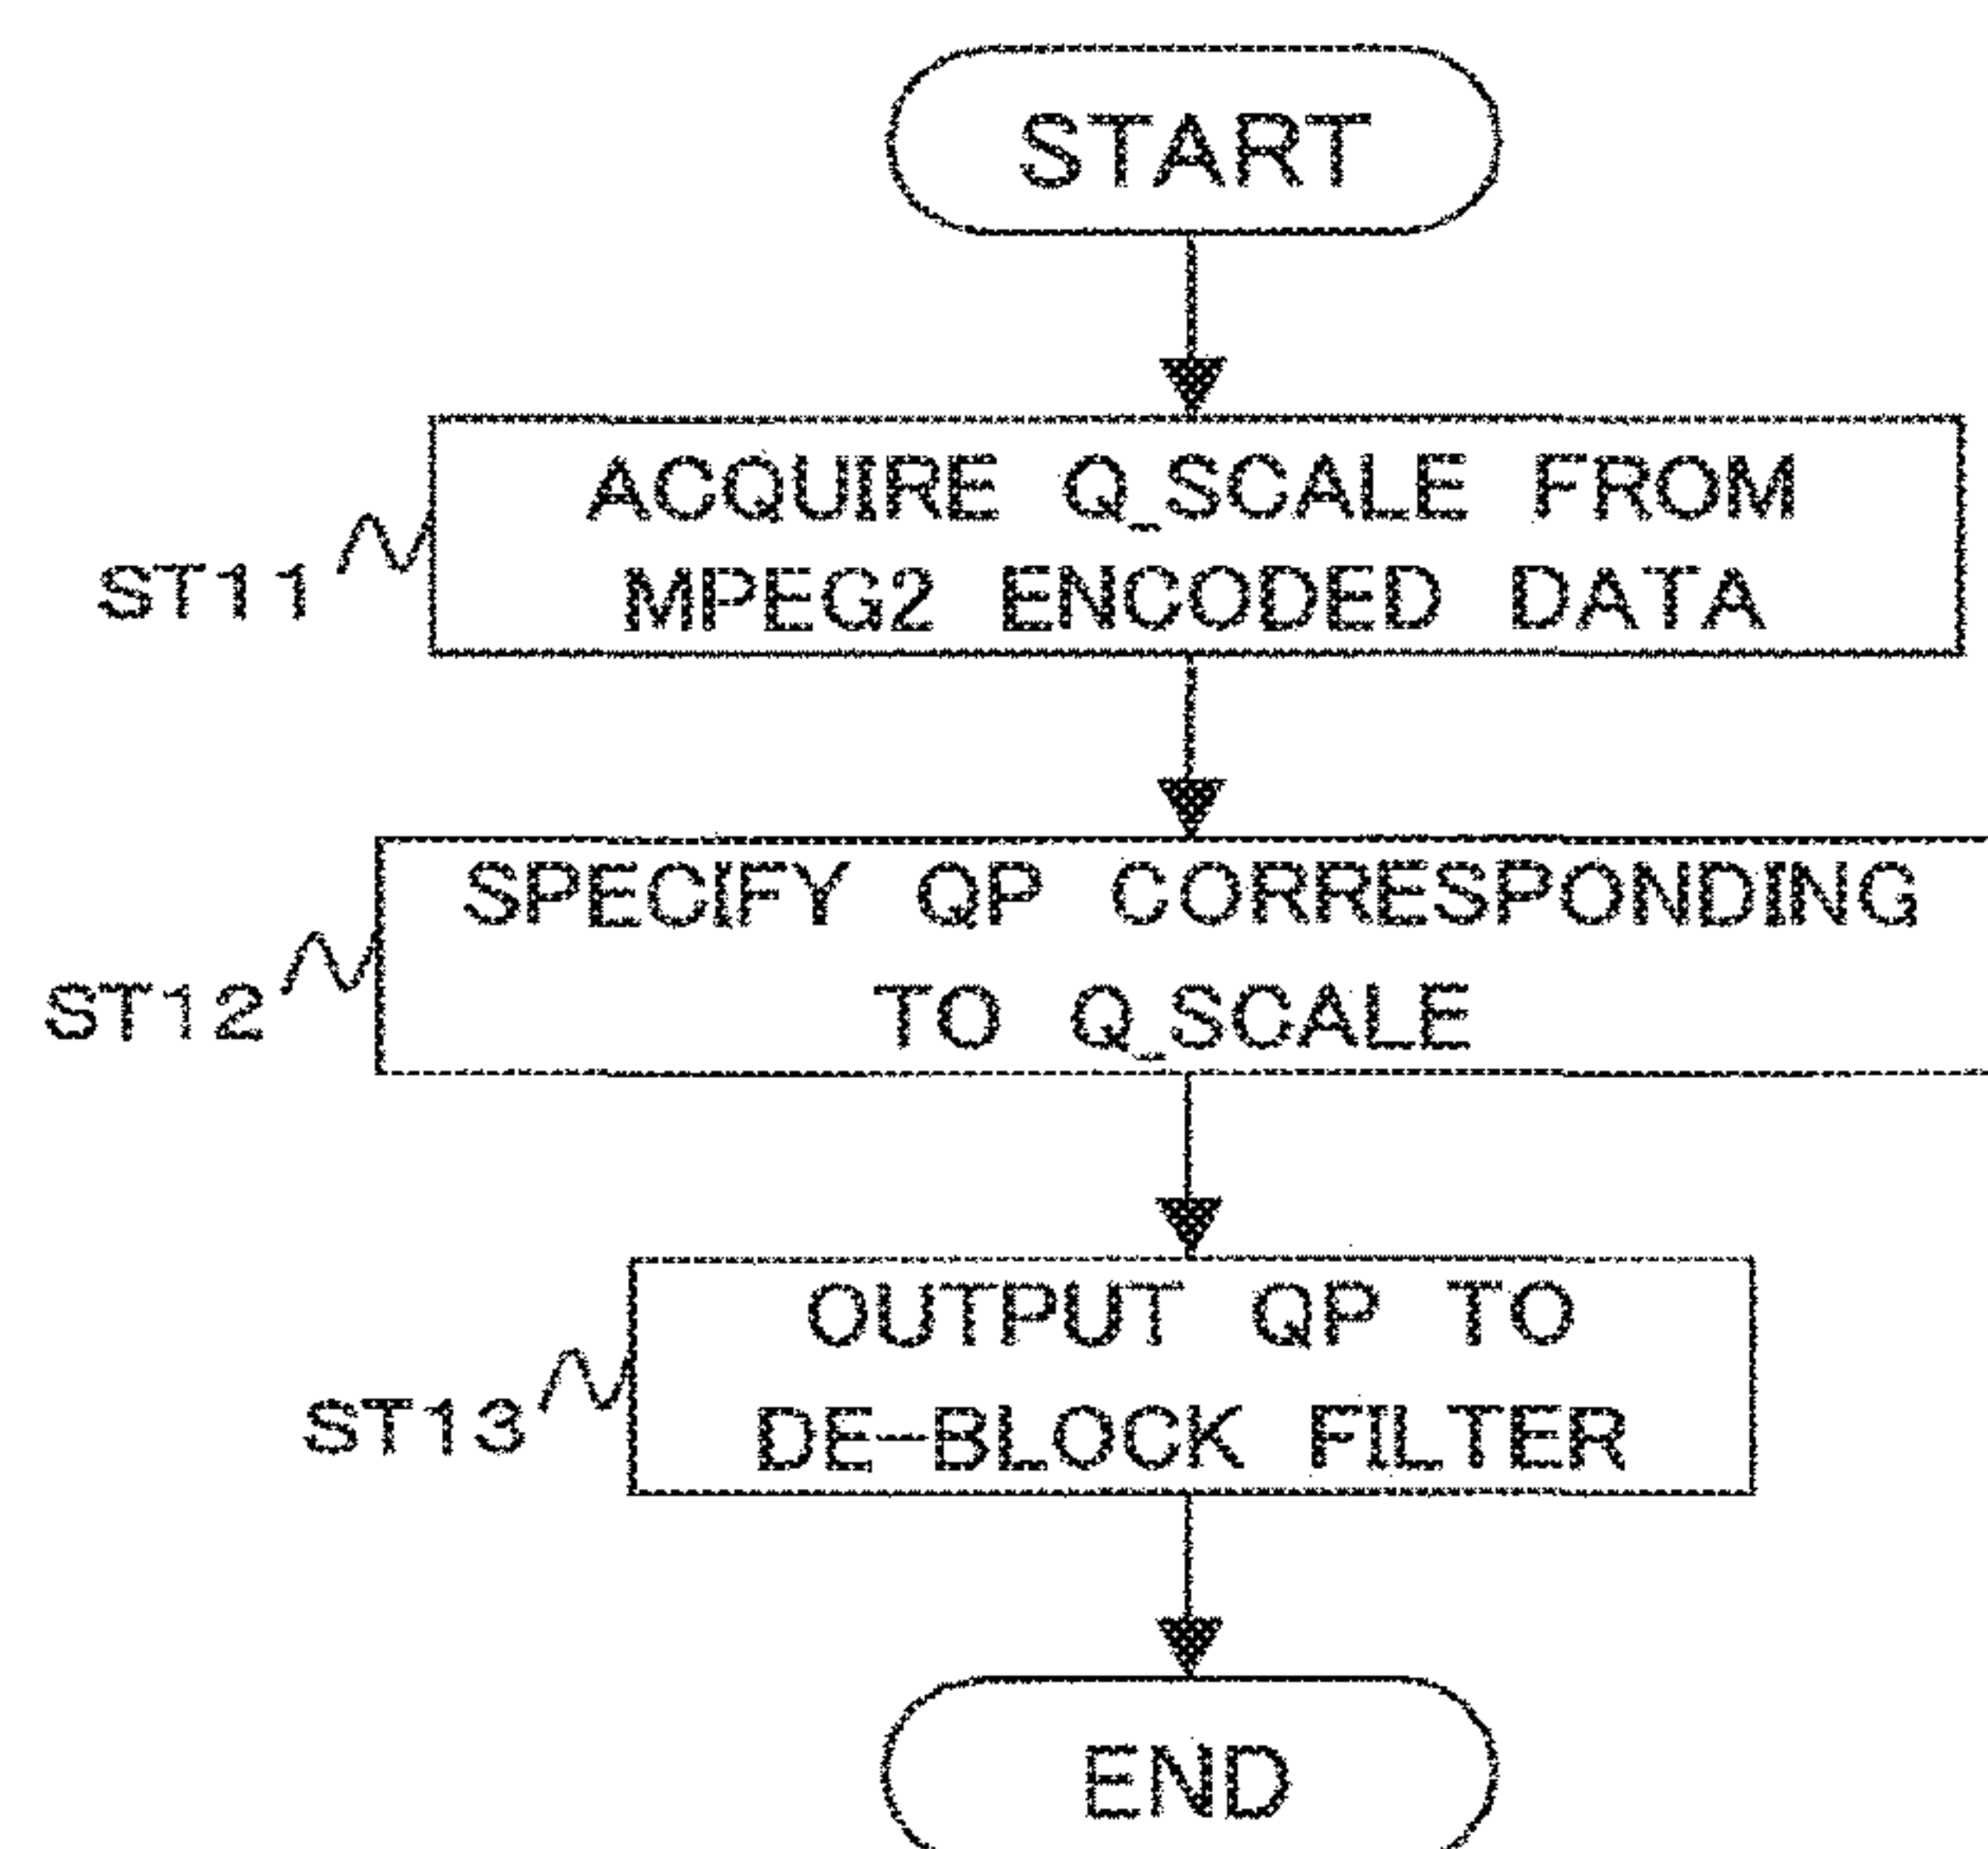 START
ACQUIRE Q_SCALE FROM
MPEG2 ENCODED DATA
ST11
SPECIFY QP CORRESPONDING
TO Q_SCALE
ST12
OUTPUT QP TO
DE-BLOCK FILTER
ST13
END